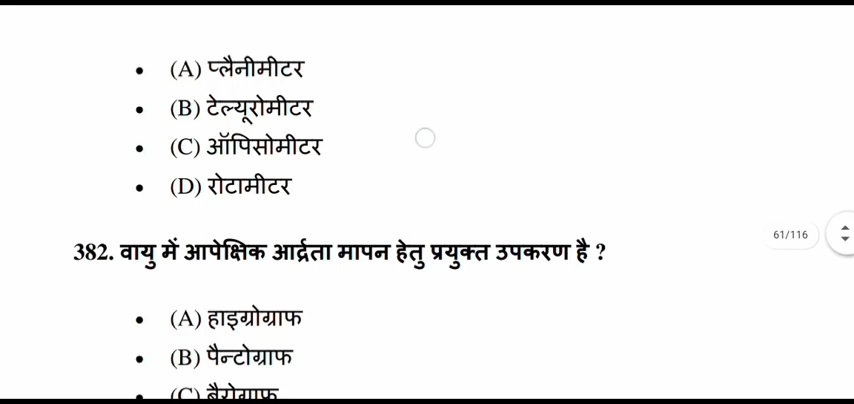 • (A) प्लैनीमीटर
• (B) टेल्यूरोमीटर
• (C) ऑपिसोमीटर
• (D) रोटामीटर
61/116
382. वायु में आपेक्षिक आर्द्रता मापन हेतु प्रयुक्त उपकरण है ?
• (A) हाइग्रोग्राफ
• (B) पैन्टोग्राफ
• (C) बैरोग्राफ